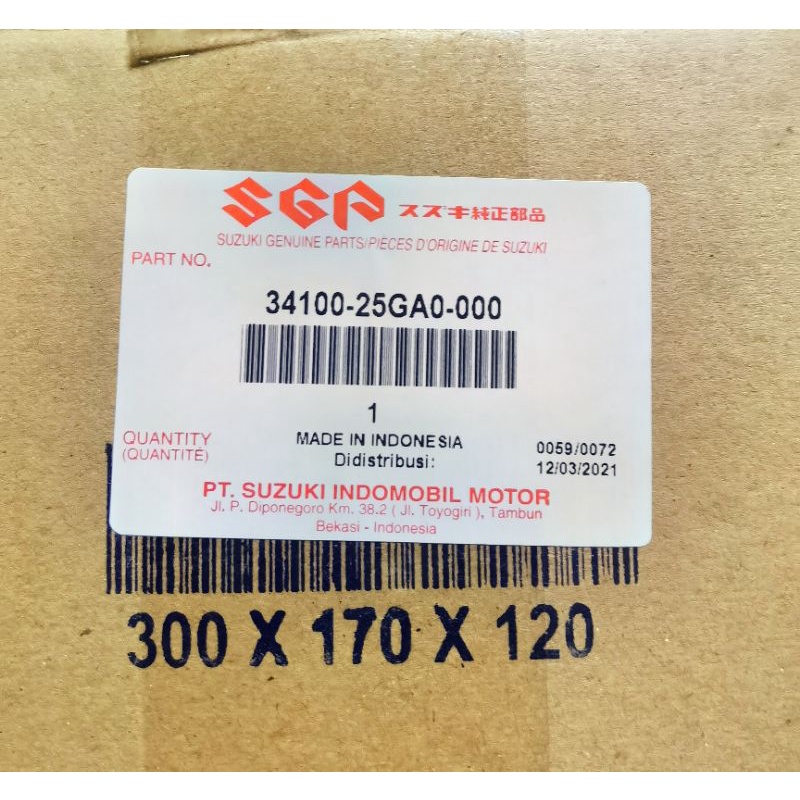 SGP スズキ純正部品
SUZUKI GENUINE PARTS/PIÈCES D'ORIGINE DE SUZUKI
PART NO.
34100-25GA0-000
1
QUANTITY
(QUANTITÉ)
MADE IN INDONESIA
Didistribusi:
0059/0072
12/03/2021
PT. SUZUKI INDOMOBIL MOTOR
Jl. P. Diponegoro Km. 38.2 ( Jl. Toyogiri ), Tambun
Bekasi - Indonesia
300 X 170 X 120